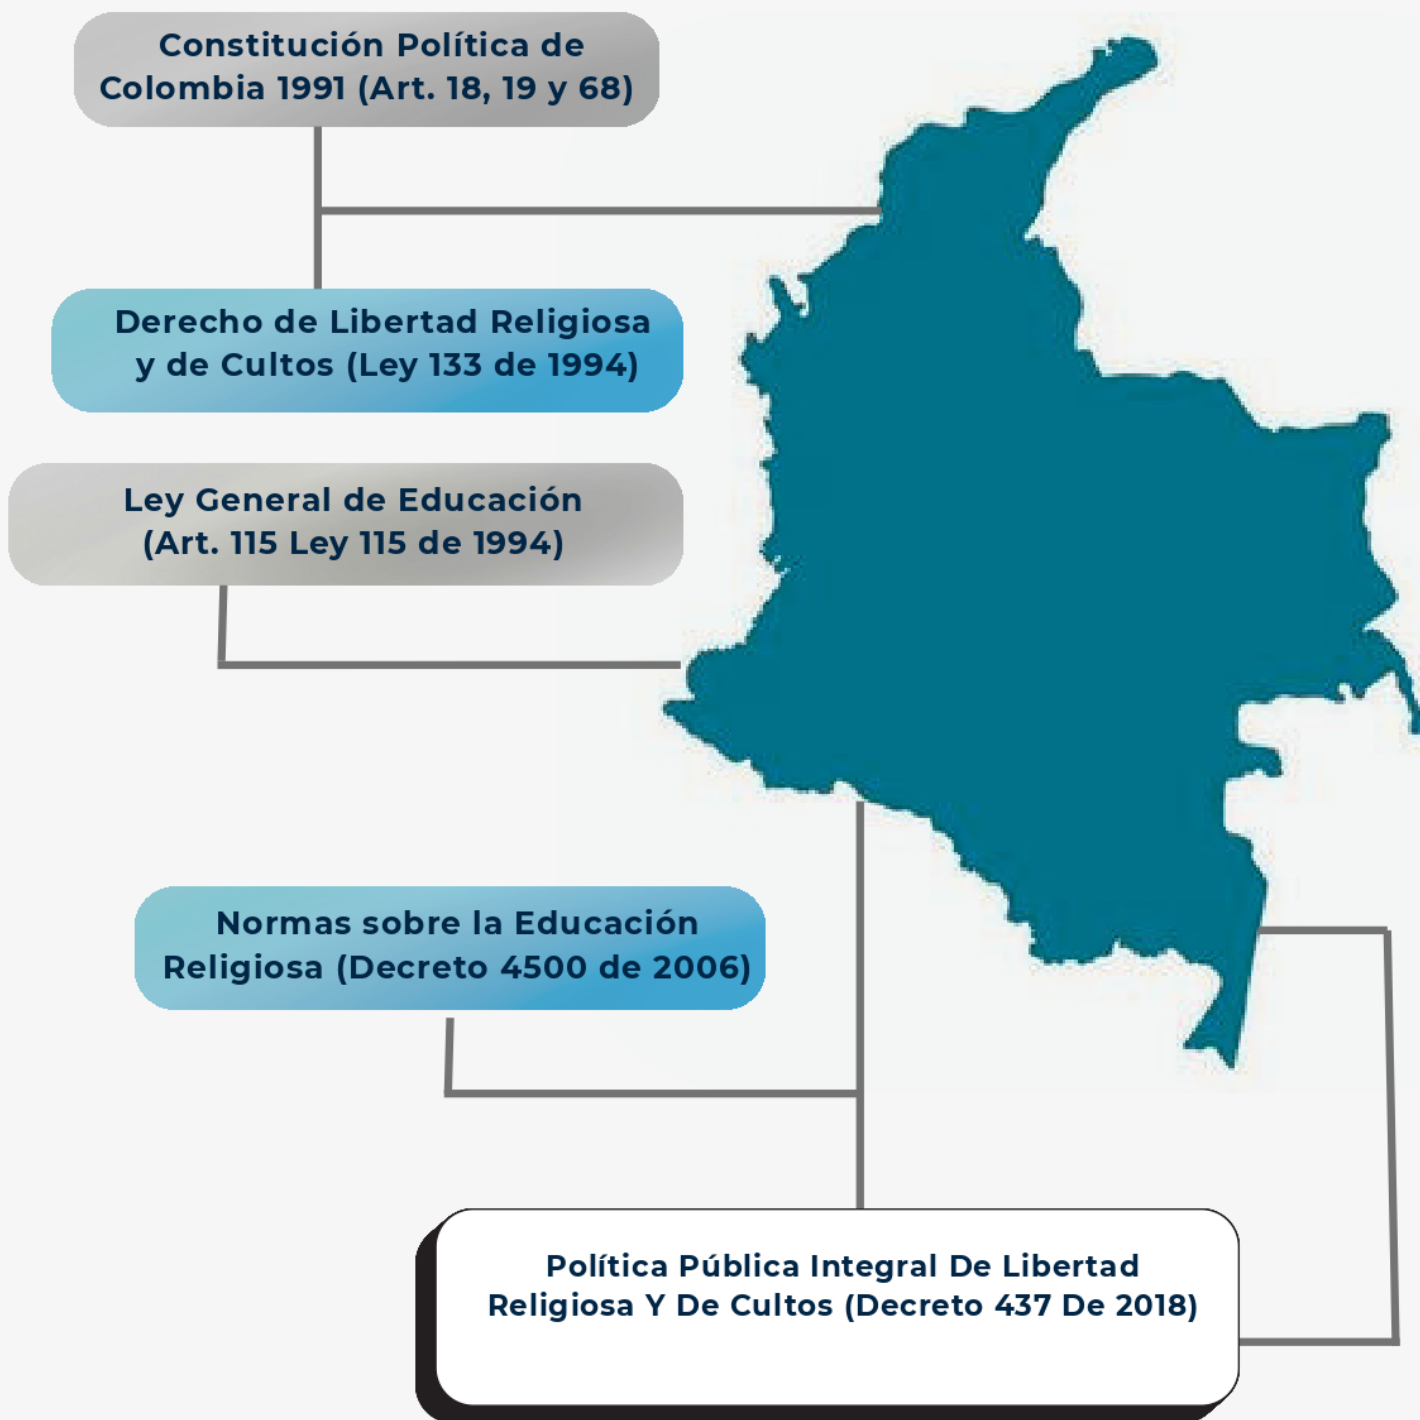 Constitución Política de
Colombia 1991 (Art. 18, 19 y 68)
Derecho de Libertad Religiosa
y de Cultos (Ley 133 de 1994)
Ley General de Educación
(Art. 115 Ley 115 de 1994)
Normas sobre la Educación
Religiosa (Decreto 4500 de 2006)
Política Pública Integral De Libertad
Religiosa Y De Cultos (Decreto 437 De 2018)